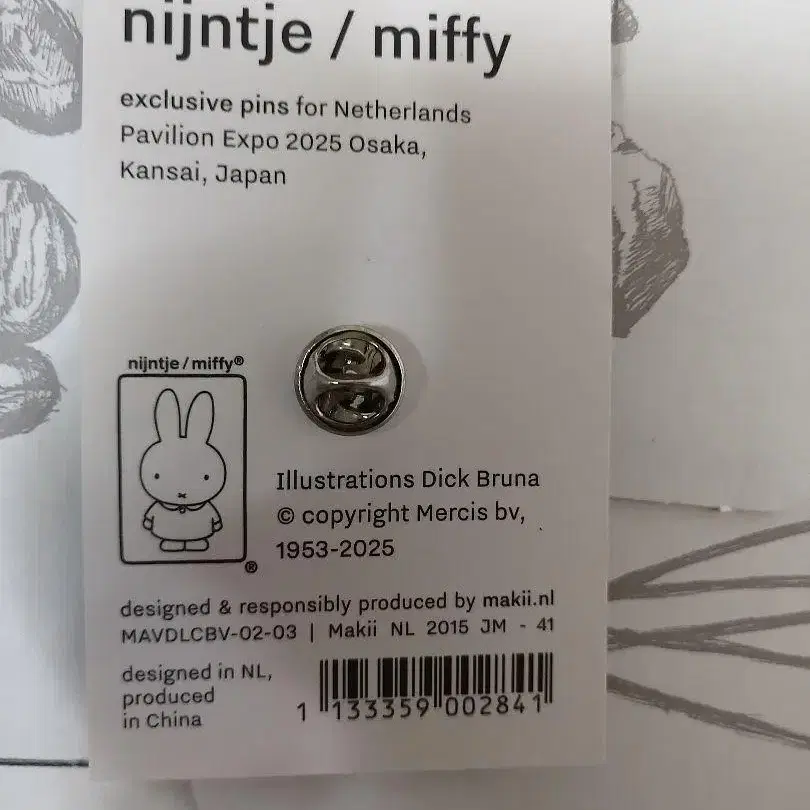 nijntje / miffy
exclusive pins for Netherlands
Pavilion Expo 2025 Osaka,
Kansai, Japan
nijntje / miffy®
®
Illustrations Dick Bruna
© copyright Mercis bv,
1953-2025
designed & responsibly produced by makii.nl
MAVDLCBV-02-03 | Makii NL 2015 JM - 41
designed in NL,
produced
in China
1 133359 002841